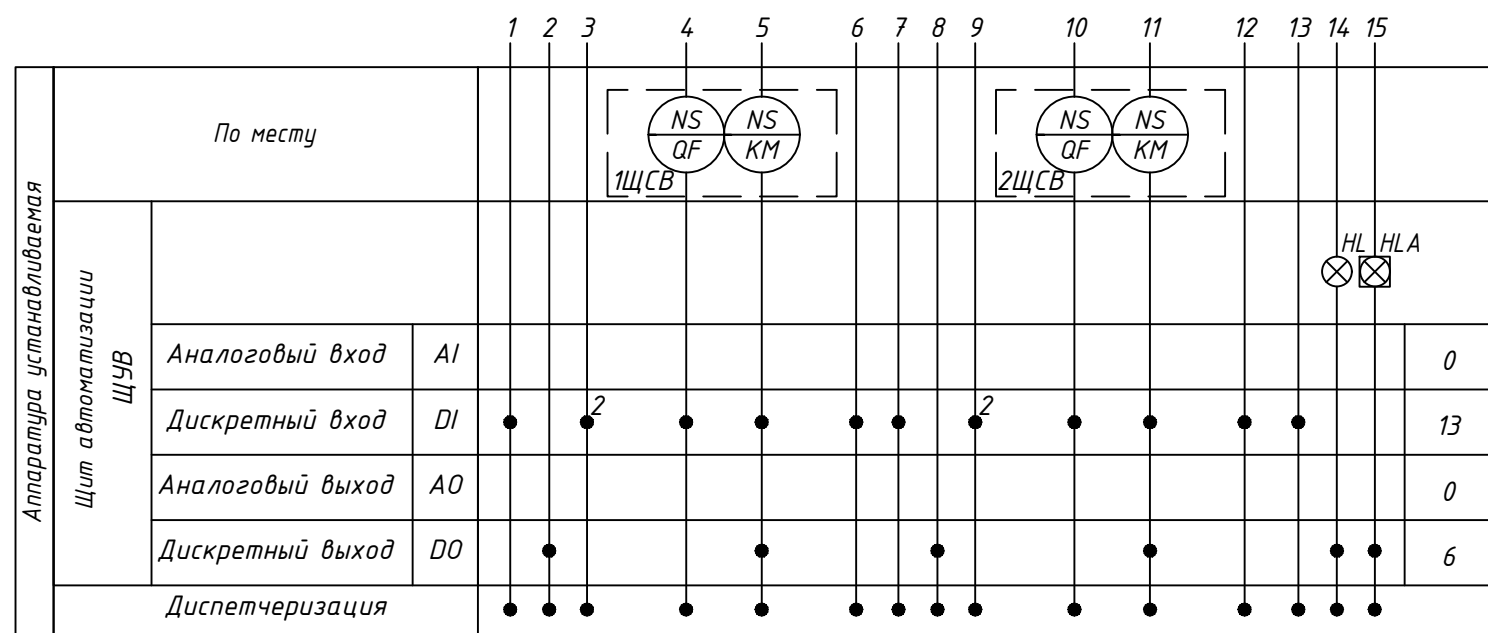 1 2 3 4 5 6 7 8 9 10 11 12 13 14 15
Аппаратура устанавливаемая
По месту
NS NS
QF KM
1ЩСВ
NS NS
QF KM
2ЩСВ
Щит автоматизации
ЩУВ
HL HLA
Аналоговый вход AI 0
Дискретный вход DI 2 2 13
Аналоговый выход AO 0
Дискретный выход DO 6
Диспетчеризация